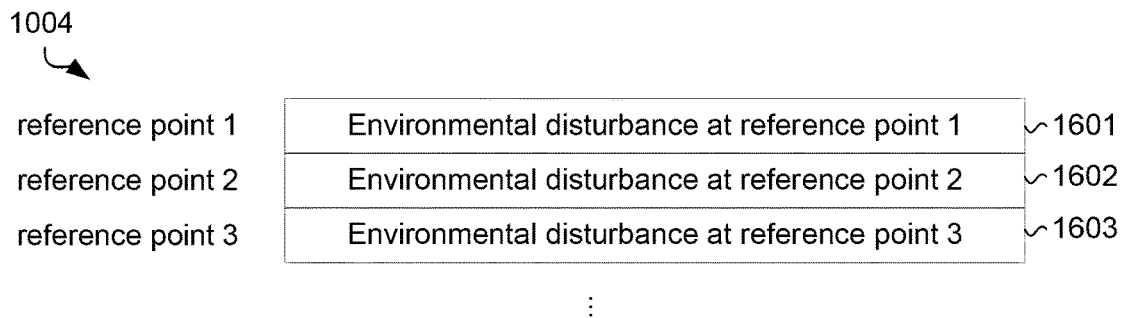 1004
reference point 1 Environmental disturbance at reference point 1 1601
reference point 2 Environmental disturbance at reference point 2 1602
reference point 3 Environmental disturbance at reference point 3 1603
⋮